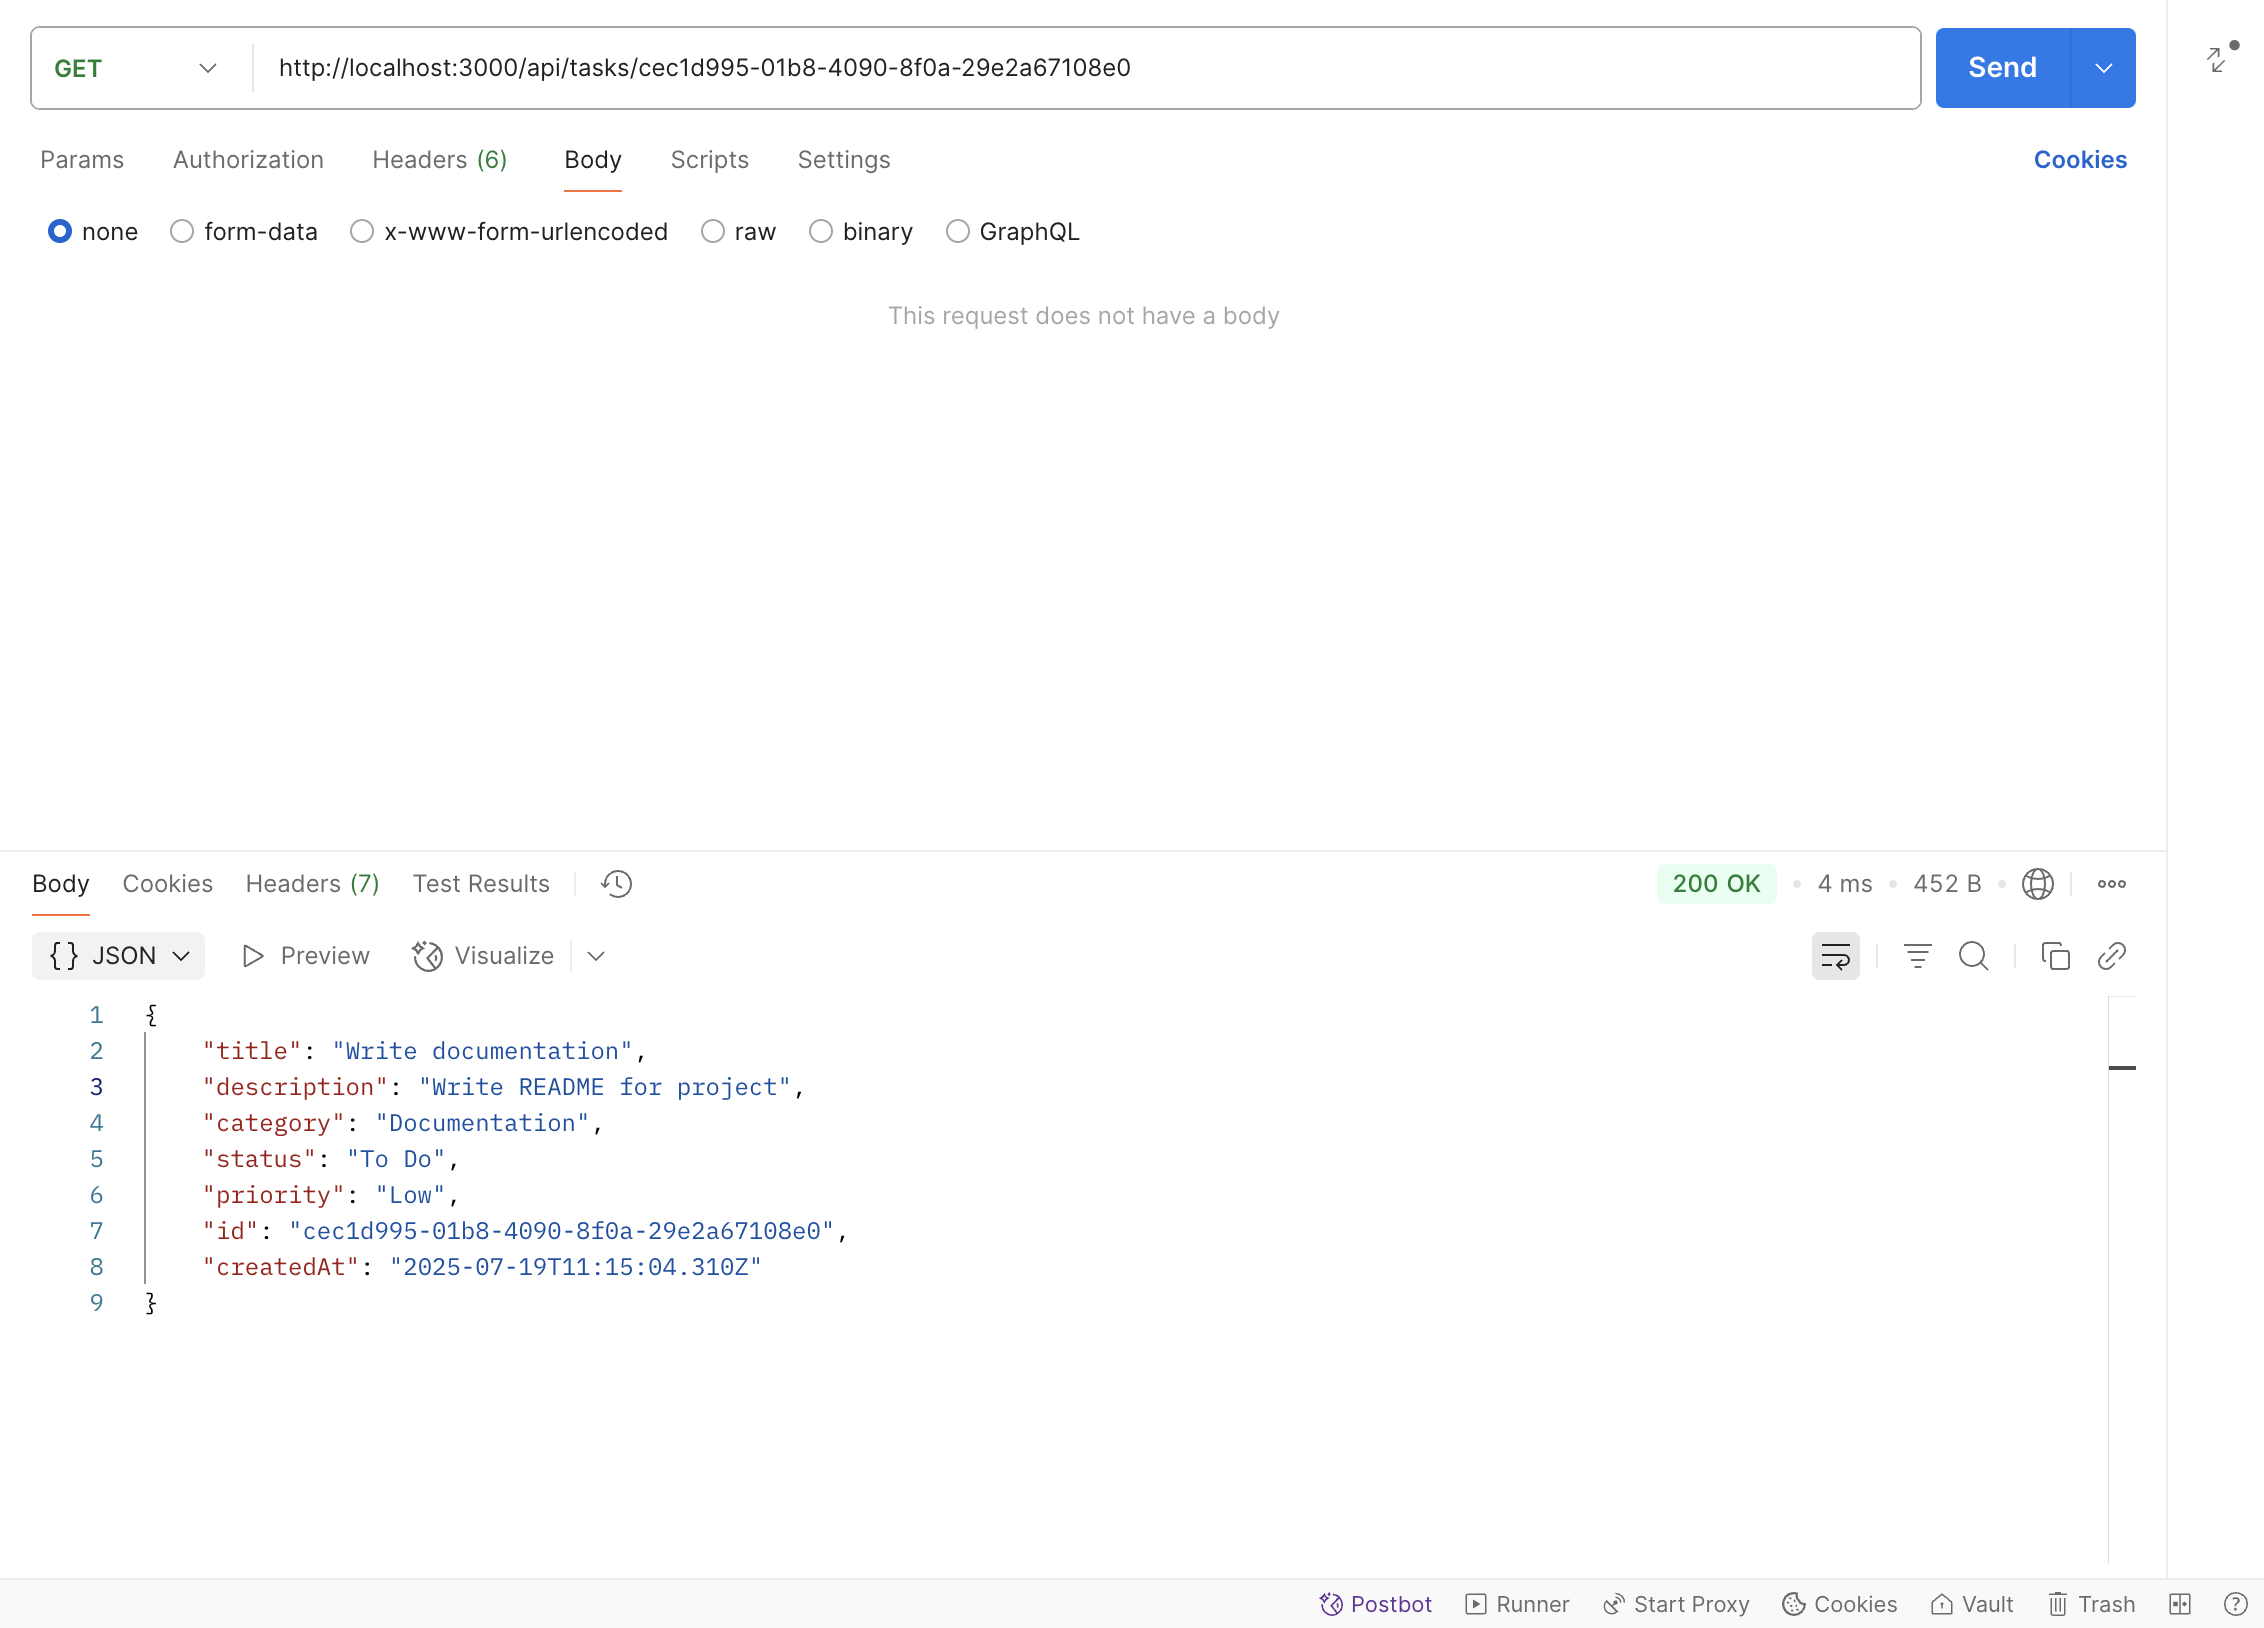 GET http://localhost:3000/api/tasks/cec1d995-01b8-4090-8f0a-29e2a67108e0 Send
Params Authorization Headers (6) Body Scripts Settings Cookies
none form-data x-www-form-urlencoded raw binary GraphQL
This request does not have a body
Body Cookies Headers (7) Test Results 200 OK 4 ms 452 B
{} JSON Preview Visualize
1 {
2 "title": "Write documentation",
3 "description": "Write README for project",
4 "category": "Documentation",
5 "status": "To Do",
6 "priority": "Low",
7 "id": "cec1d995-01b8-4090-8f0a-29e2a67108e0",
8 "createdAt": "2025-07-19T11:15:04.310Z"
9 }
Postbot Runner Start Proxy Cookies Vault Trash